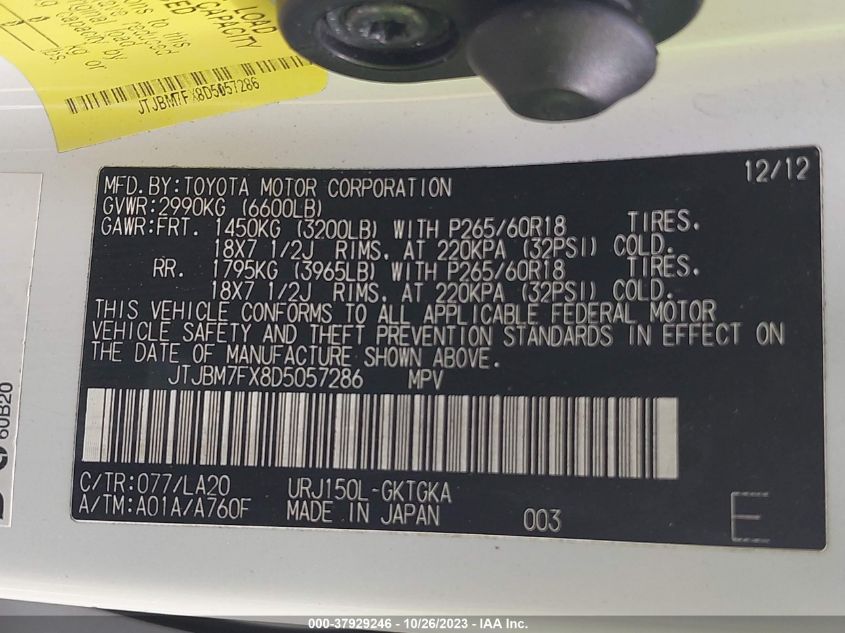 LOAD
CAPACITY
kg or
lbs.
JTJBM7FX8D5057286
12/12
MFD. BY: TOYOTA MOTOR CORPORATION
GVWR: 2990KG (6600LB)
GAWR: FRT. 1450KG (3200LB) WITH P265/60R18 TIRES.
18X7 1/2J RIMS. AT 220KPA (32PSI) COLD.
RR. 1795KG (3965LB) WITH P265/60R18 TIRES.
18X7 1/2J RIMS. AT 220KPA (32PSI) COLD.
THIS VEHICLE CONFORMS TO ALL APPLICABLE FEDERAL MOTOR
VEHICLE SAFETY AND THEFT PREVENTION STANDARDS IN EFFECT ON
THE DATE OF MANUFACTURE SHOWN ABOVE.
JTJBM7FX8D5057286 MPV
C/TR: 077/LA20 URJ150L-GKTGKA
A/TM: A01A/A760F MADE IN JAPAN 003 E
60B20
000-37929246 - 10/26/2023 - IAA Inc.